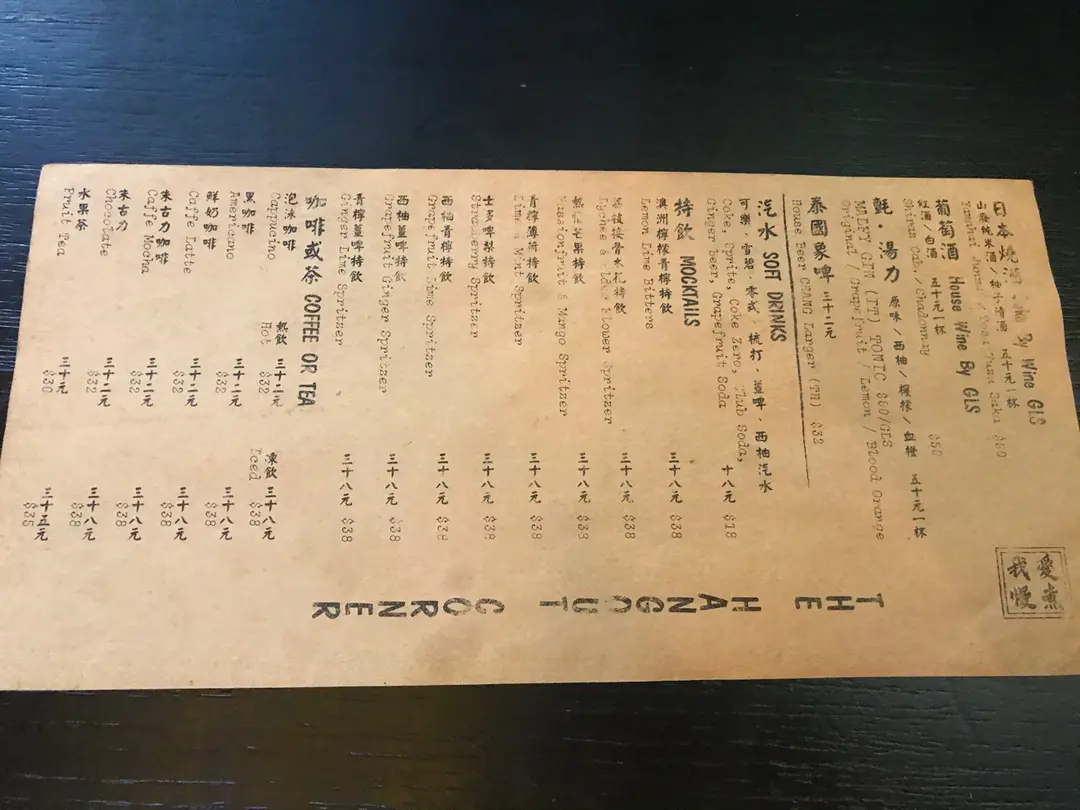 By Wine GLS
山廢純米酒/柚子清酒 五十元一杯
Yuzu Saka $50
葡萄酒 House Wine By GLS
紅酒/白酒 五十元一杯
Shiraz Cab./Chadonnay $50
氈·湯力 原味/西柚/檸檬/血橙 五十元一杯
MALFY GIN (IT) TONIC $50/GLS
Original / Grapefruit / Lemon / Blood Orange
泰國象啤 三十二元
House Beer CHANG Larger (TH) $32
汽水 SOFT DRINKS
可樂，雪碧，零式，梳打，薑啤，西柚汽水
Coke, Sprite, Coke Zero, Club Soda,
Ginger Beer, Grapefruit Soda 十八元 $18
特飲 MOCKTAILS
澳洲檸檬青檸特飲 三十八元 $38
Lemon Lime Bitters
荔枝接骨木花特飲 三十八元 $38
Lychee & Elder Flower Spritzer
熱情芒果特飲 三十八元 $38
Passionfruit & Mango Spritzer
青檸薄荷特飲 三十八元 $38
Lime & Mint Spritzer
士多啤梨特飲 三十八元 $38
Strawberry Spritzer
西柚青檸特飲 三十八元 $38
Grapefruit Lime Spritzer
西柚薑啤特飲 三十八元 $38
Grapefruit Ginger Spritzer
青檸薑啤特飲 三十八元 $38
Ginger Lime Spritzer
咖啡或茶 COFFEE OR TEA
熱飲 凍飲
Hot Iced
泡沫咖啡 三十二元 三十八元
Cappucino $32 $38
黑咖啡 三十二元 三十八元
Americano $32 $38
鮮奶咖啡 三十二元 三十八元
Caffe Latte $32 $38
朱古力咖啡 三十二元 三十八元
Caffe Mocha $32 $38
朱古力 三十二元 三十八元
Chocolate $32 $38
水果茶 三十元 三十五元
Fruit Tea $30 $35
愛煮
我慢
THE HANGOUT CORNER